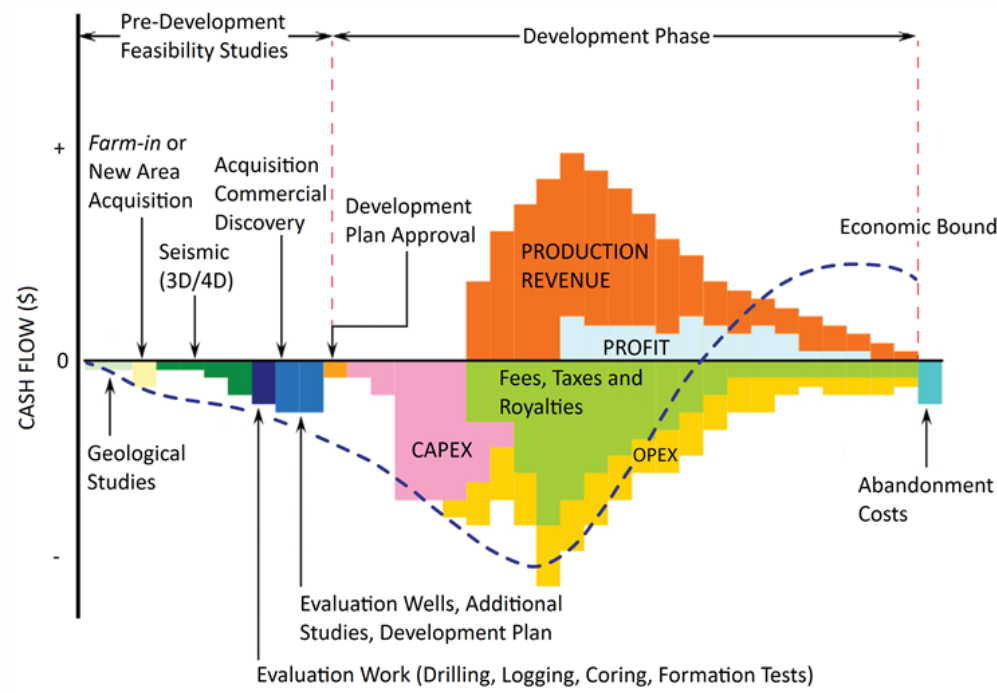 Pre-Development
Feasibility Studies
Development Phase
+
Farm-in or
New Area
Acquisition
Acquisition
Commercial
Discovery
Development
Plan Approval
Seismic
(3D/4D)
Economic Bound
PRODUCTION
REVENUE
CASH FLOW ($)
0
PROFIT
Fees, Taxes and
Royalties
CAPEX
OPEX
Geological
Studies
Abandonment
Costs
-
Evaluation Wells, Additional
Studies, Development Plan
Evaluation Work (Drilling, Logging, Coring, Formation Tests)